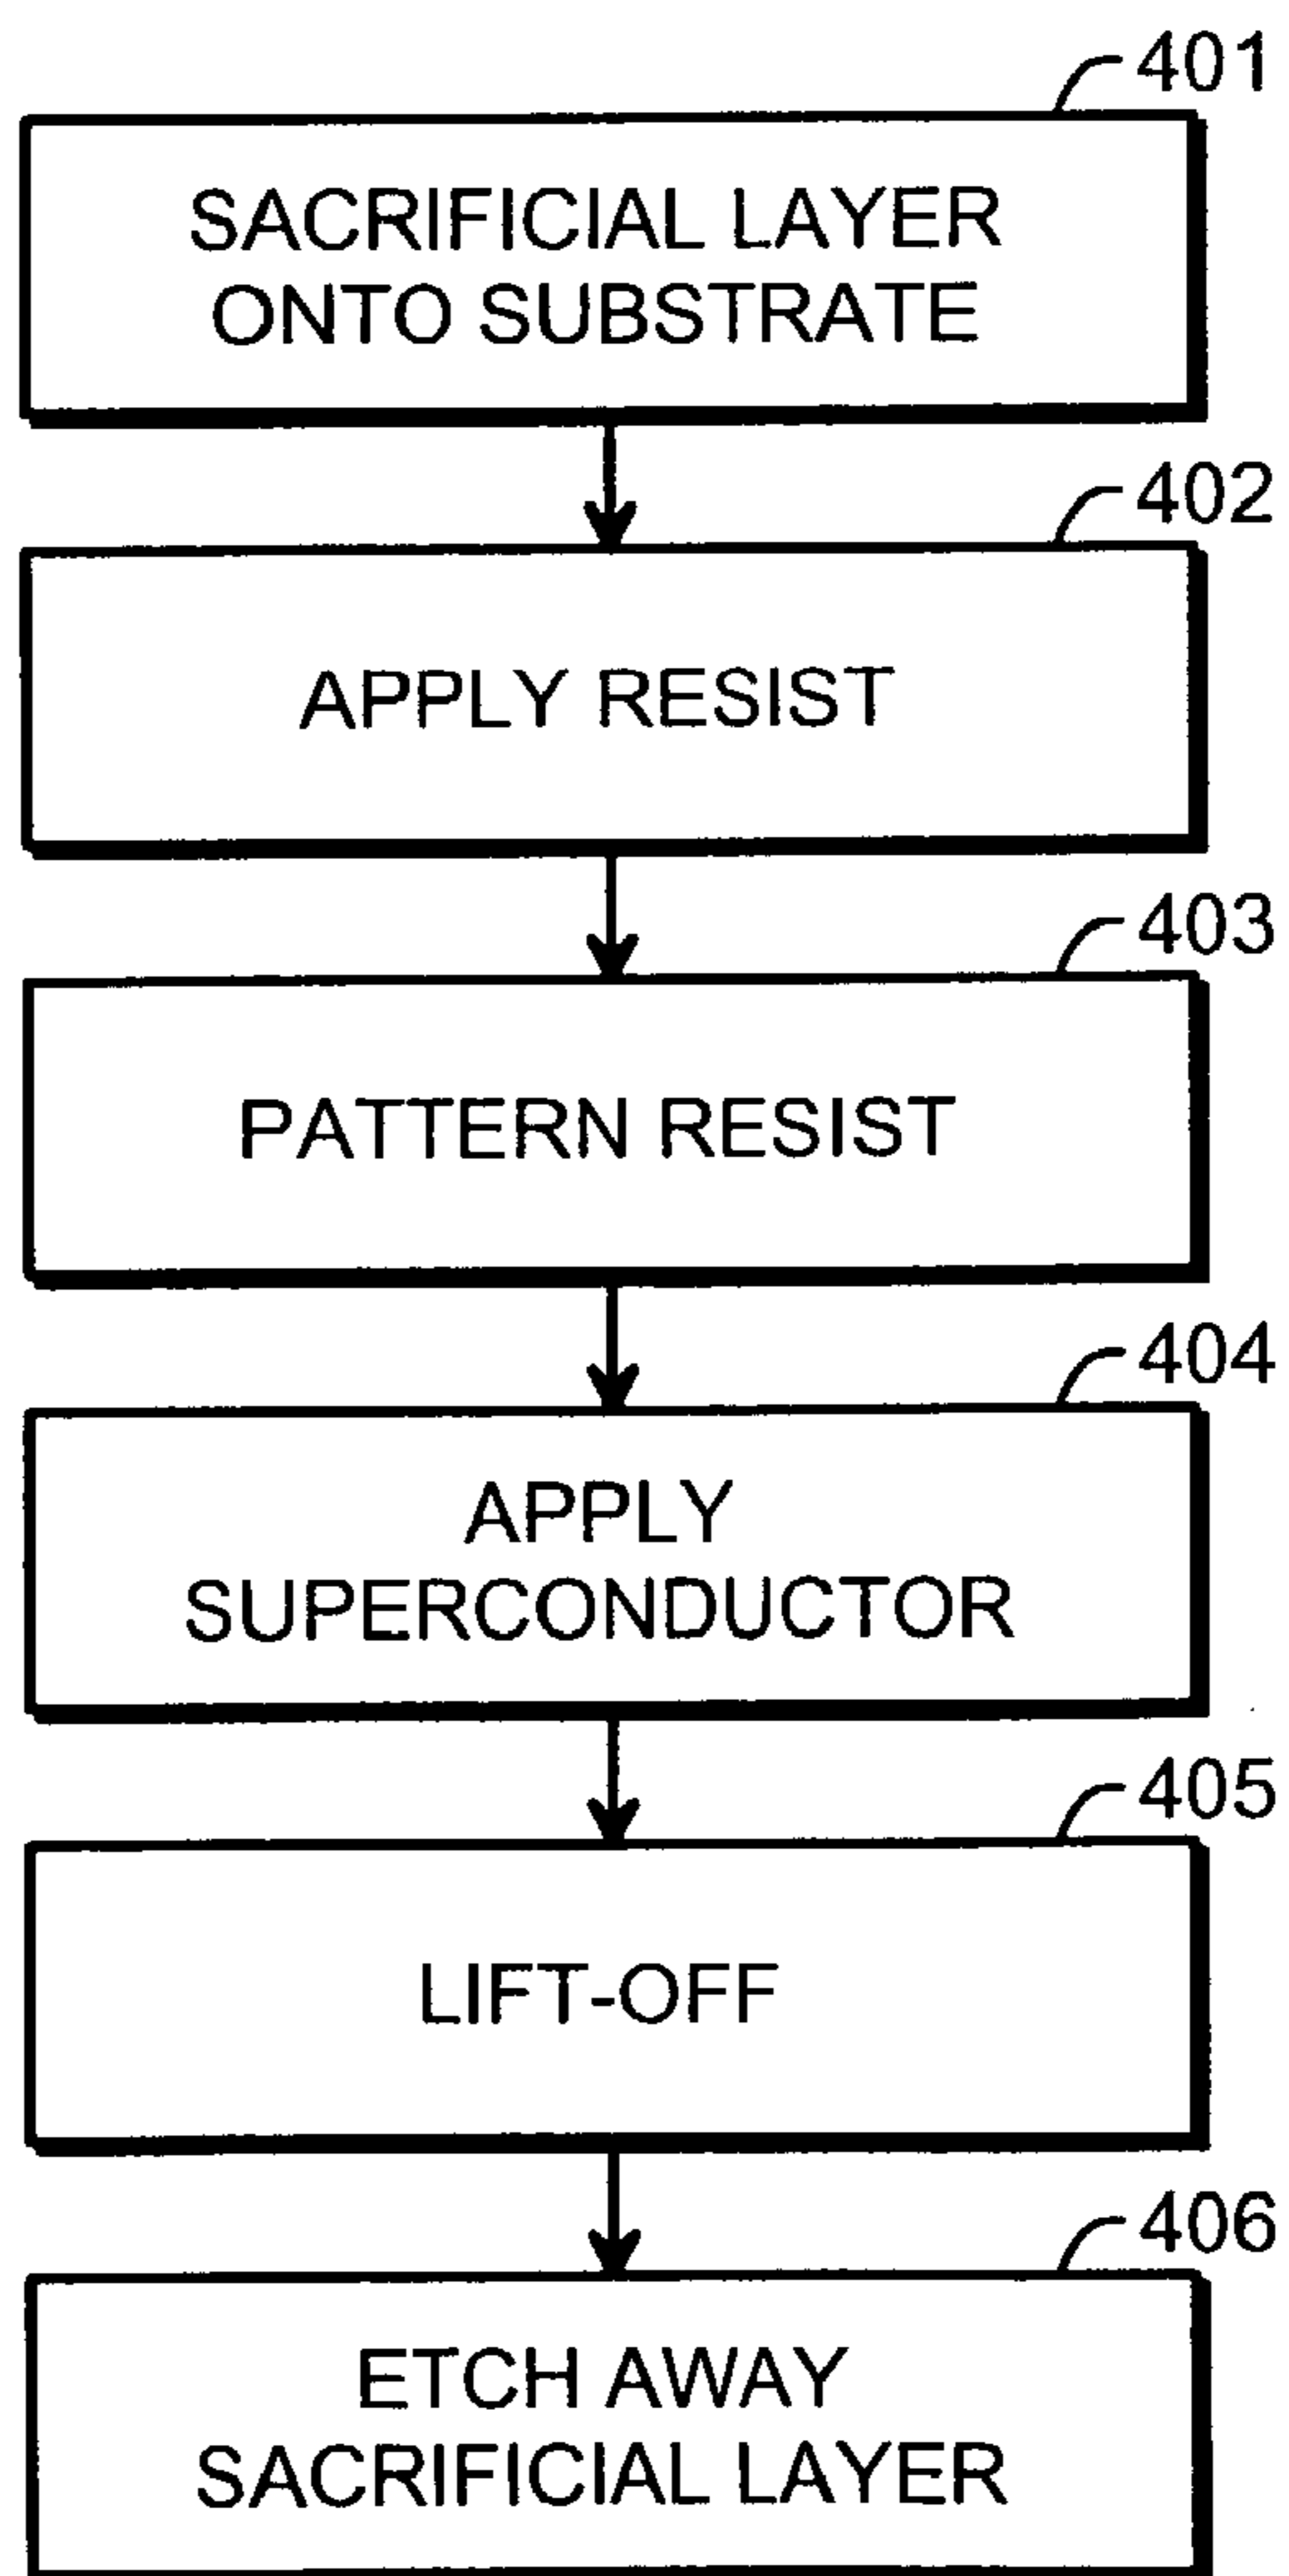 401
SACRIFICIAL LAYER
ONTO SUBSTRATE
402
APPLY RESIST
403
PATTERN RESIST
404
APPLY
SUPERCONDUCTOR
405
LIFT-OFF
406
ETCH AWAY
SACRIFICIAL LAYER